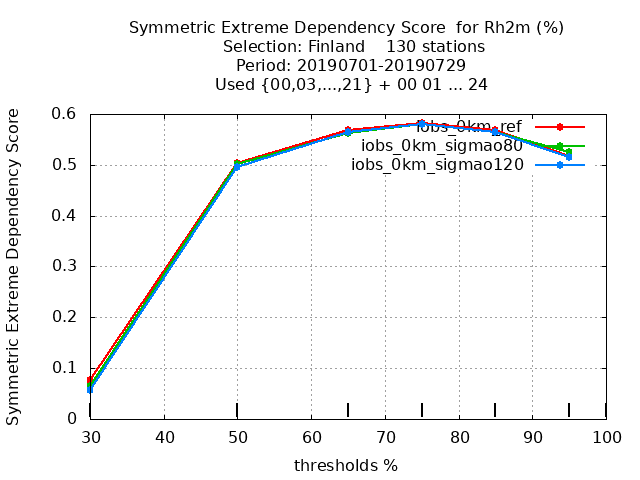 Symmetric Extreme Dependency Score  for Rh2m (%)
Selection: Finland    130 stations
Period: 20190701-20190729
Used {00,03,...,21} + 00 01 ... 24
Symmetric Extreme Dependency Score
0.6
0.5
0.4
0.3
0.2
0.1
0
iobs_0km_ref
iobs_0km_sigmao80
iobs_0km_sigmao120
30 40 50 60 70 80 90 100
thresholds %